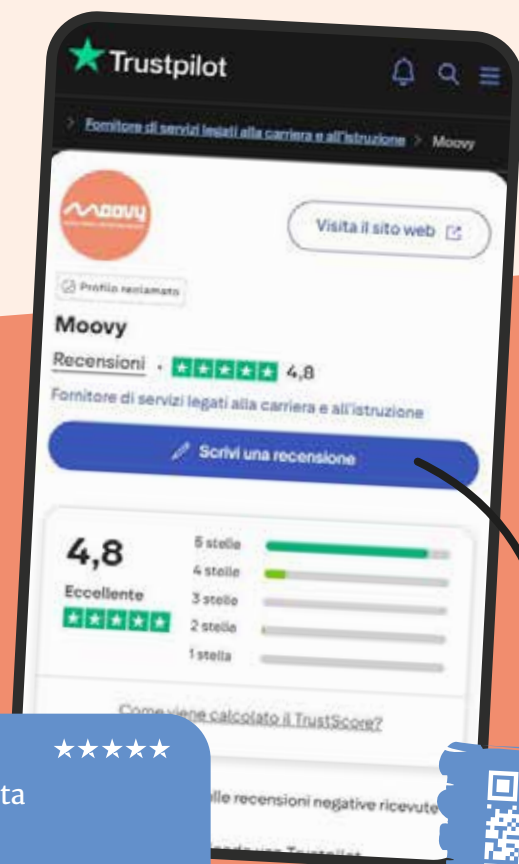 Trustpilot
Fornitore di servizi legati alla carriera e all'istruzione > Moovy
MOOVY
Visita il sito web
Profilo reclamato
Moovy
Recensioni · 4,8
Fornitore di servizi legati alla carriera e all'istruzione
Scrivi una recensione
4,8
Eccellente
5 stelle
4 stelle
3 stelle
2 stelle
1 stella
Come viene calcolato il TrustScore?
ta
lle recensioni negative ricevute
Trustpilot